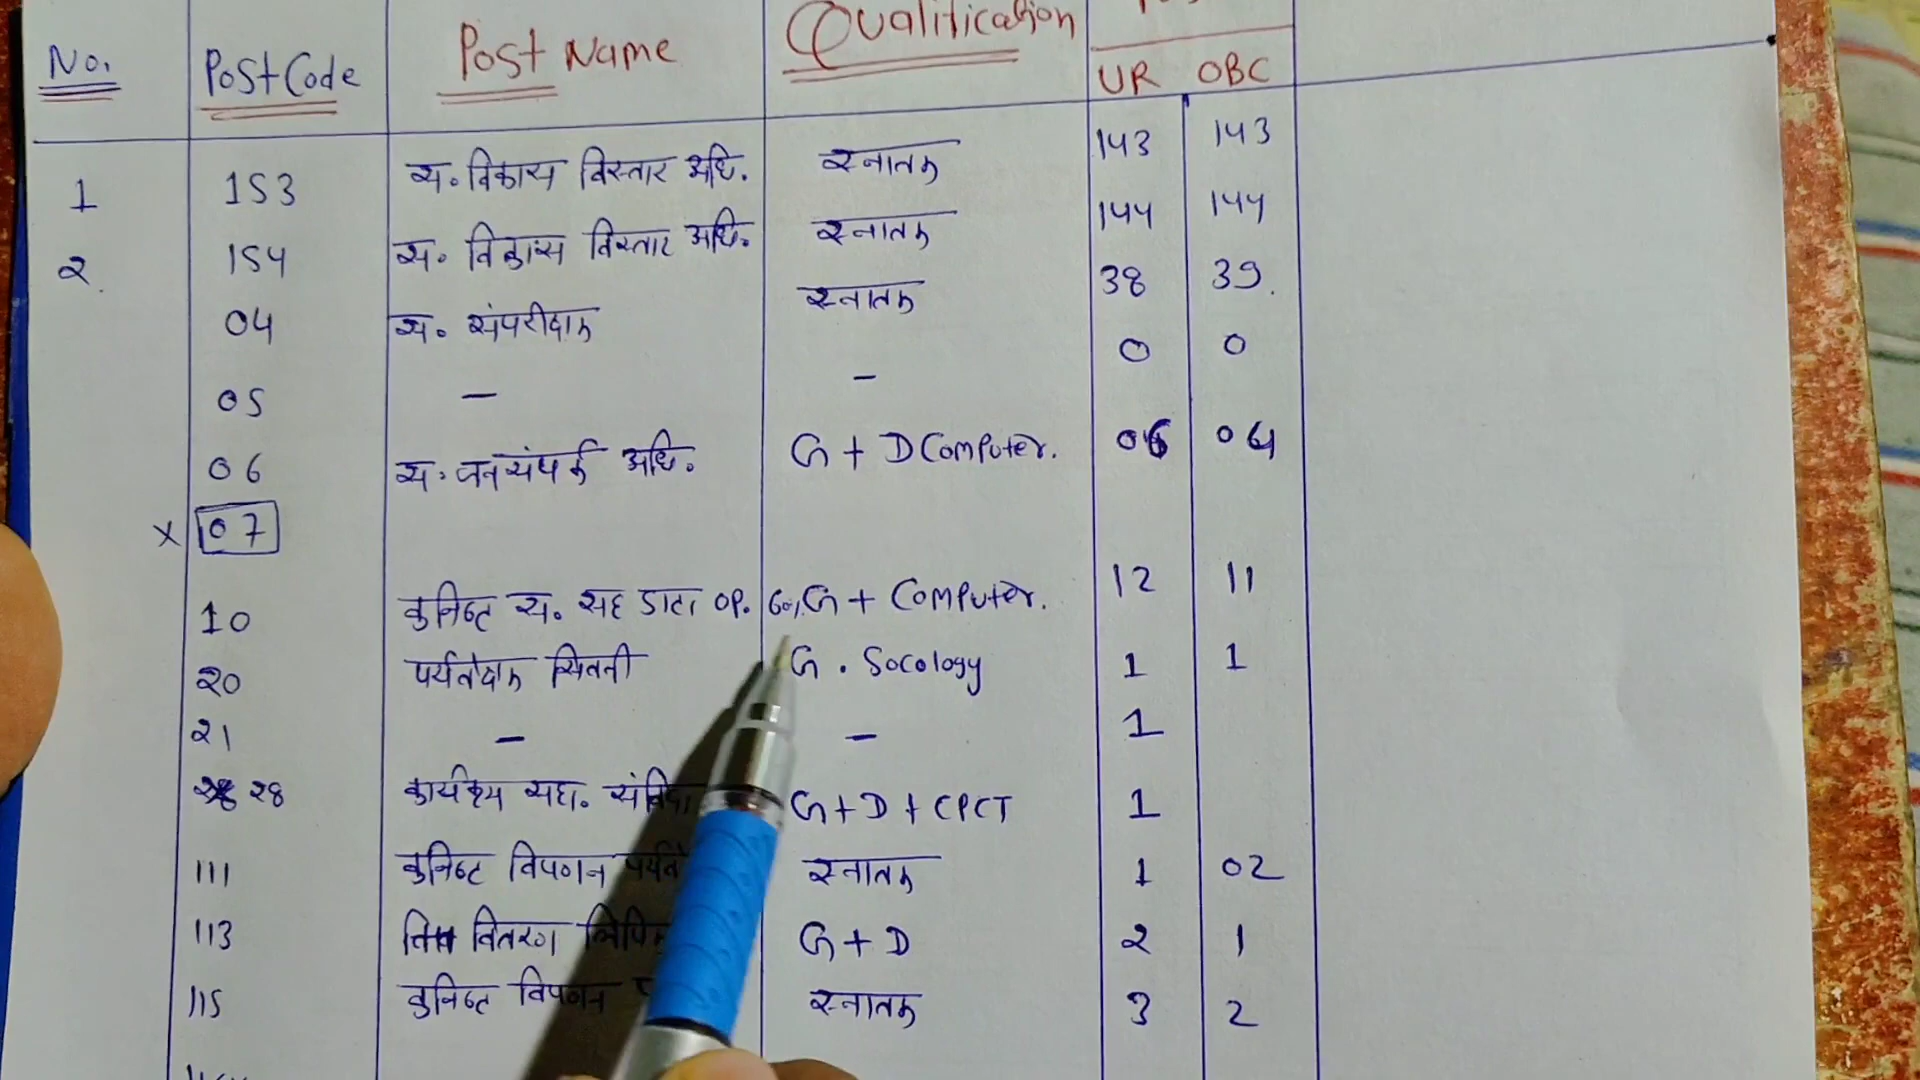 No. Post Code Post Name Qualification
UR OBC
1 153 स. विकास विस्तार अधि. स्नातक 143 143
2. 154 स. विकास विस्तार अधि. स्नातक 144 144
04 स. संपरीक्षक स्नातक 38 39.
05 - - 0 0
06 स. जनसंपर्क अधि. G + D Computer. 06 04
x 07
10 कनिष्ट स. सह डाटा OP. 60% G + Computer. 12 11
20 पर्यवेक्षक G. Socology 1 1
21 - - 1
28 कार्यक्रम सहा. G + D + CPCT 1
111 कनिष्ट विपणन स्नातक 1 02
113 वितरण G + D 2 1
115 कनिष्ट विपणन स्नातक 3 2